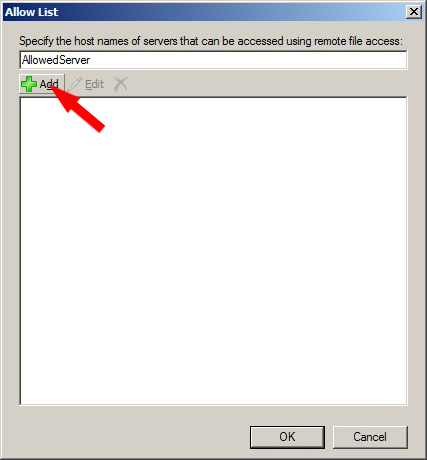 Allow List
Specify the host names of servers that can be accessed using remote file access:
AllowedServer
Add Edit
OK Cancel